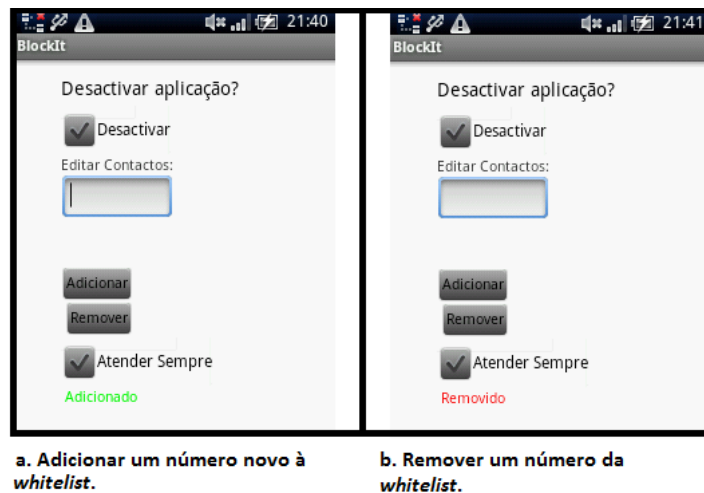 21:40
BlockIt
Desactivar aplicação?
Desactivar
Editar Contactos:
Adicionar
Remover
Atender Sempre
Adicionado
a. Adicionar um número novo à
whitelist.
21:41
BlockIt
Desactivar aplicação?
Desactivar
Editar Contactos:
Adicionar
Remover
Atender Sempre
Removido
b. Remover um número da
whitelist.